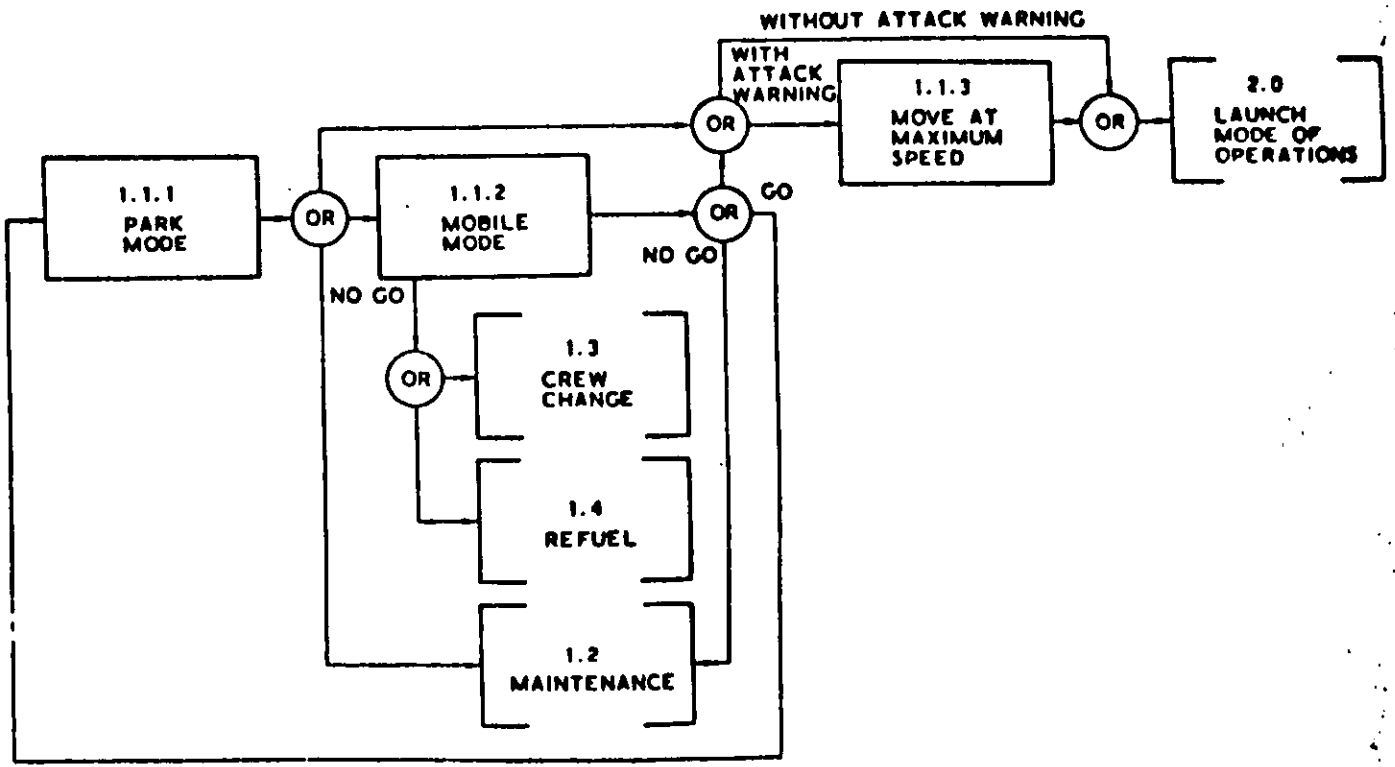 WITHOUT ATTACK WARNING
WITH
ATTACK
WARNING
1.1.3
MOVE AT
MAXIMUM
SPEED
2.0
LAUNCH
MODE OF
OPERATIONS
OR
OR
1.1.1
PARK
MODE
OR
1.1.2
MOBILE
MODE
OR
GO
NO GO
NO GO
OR
1.3
CREW
CHANGE
1.4
REFUEL
1.2
MAINTENANCE